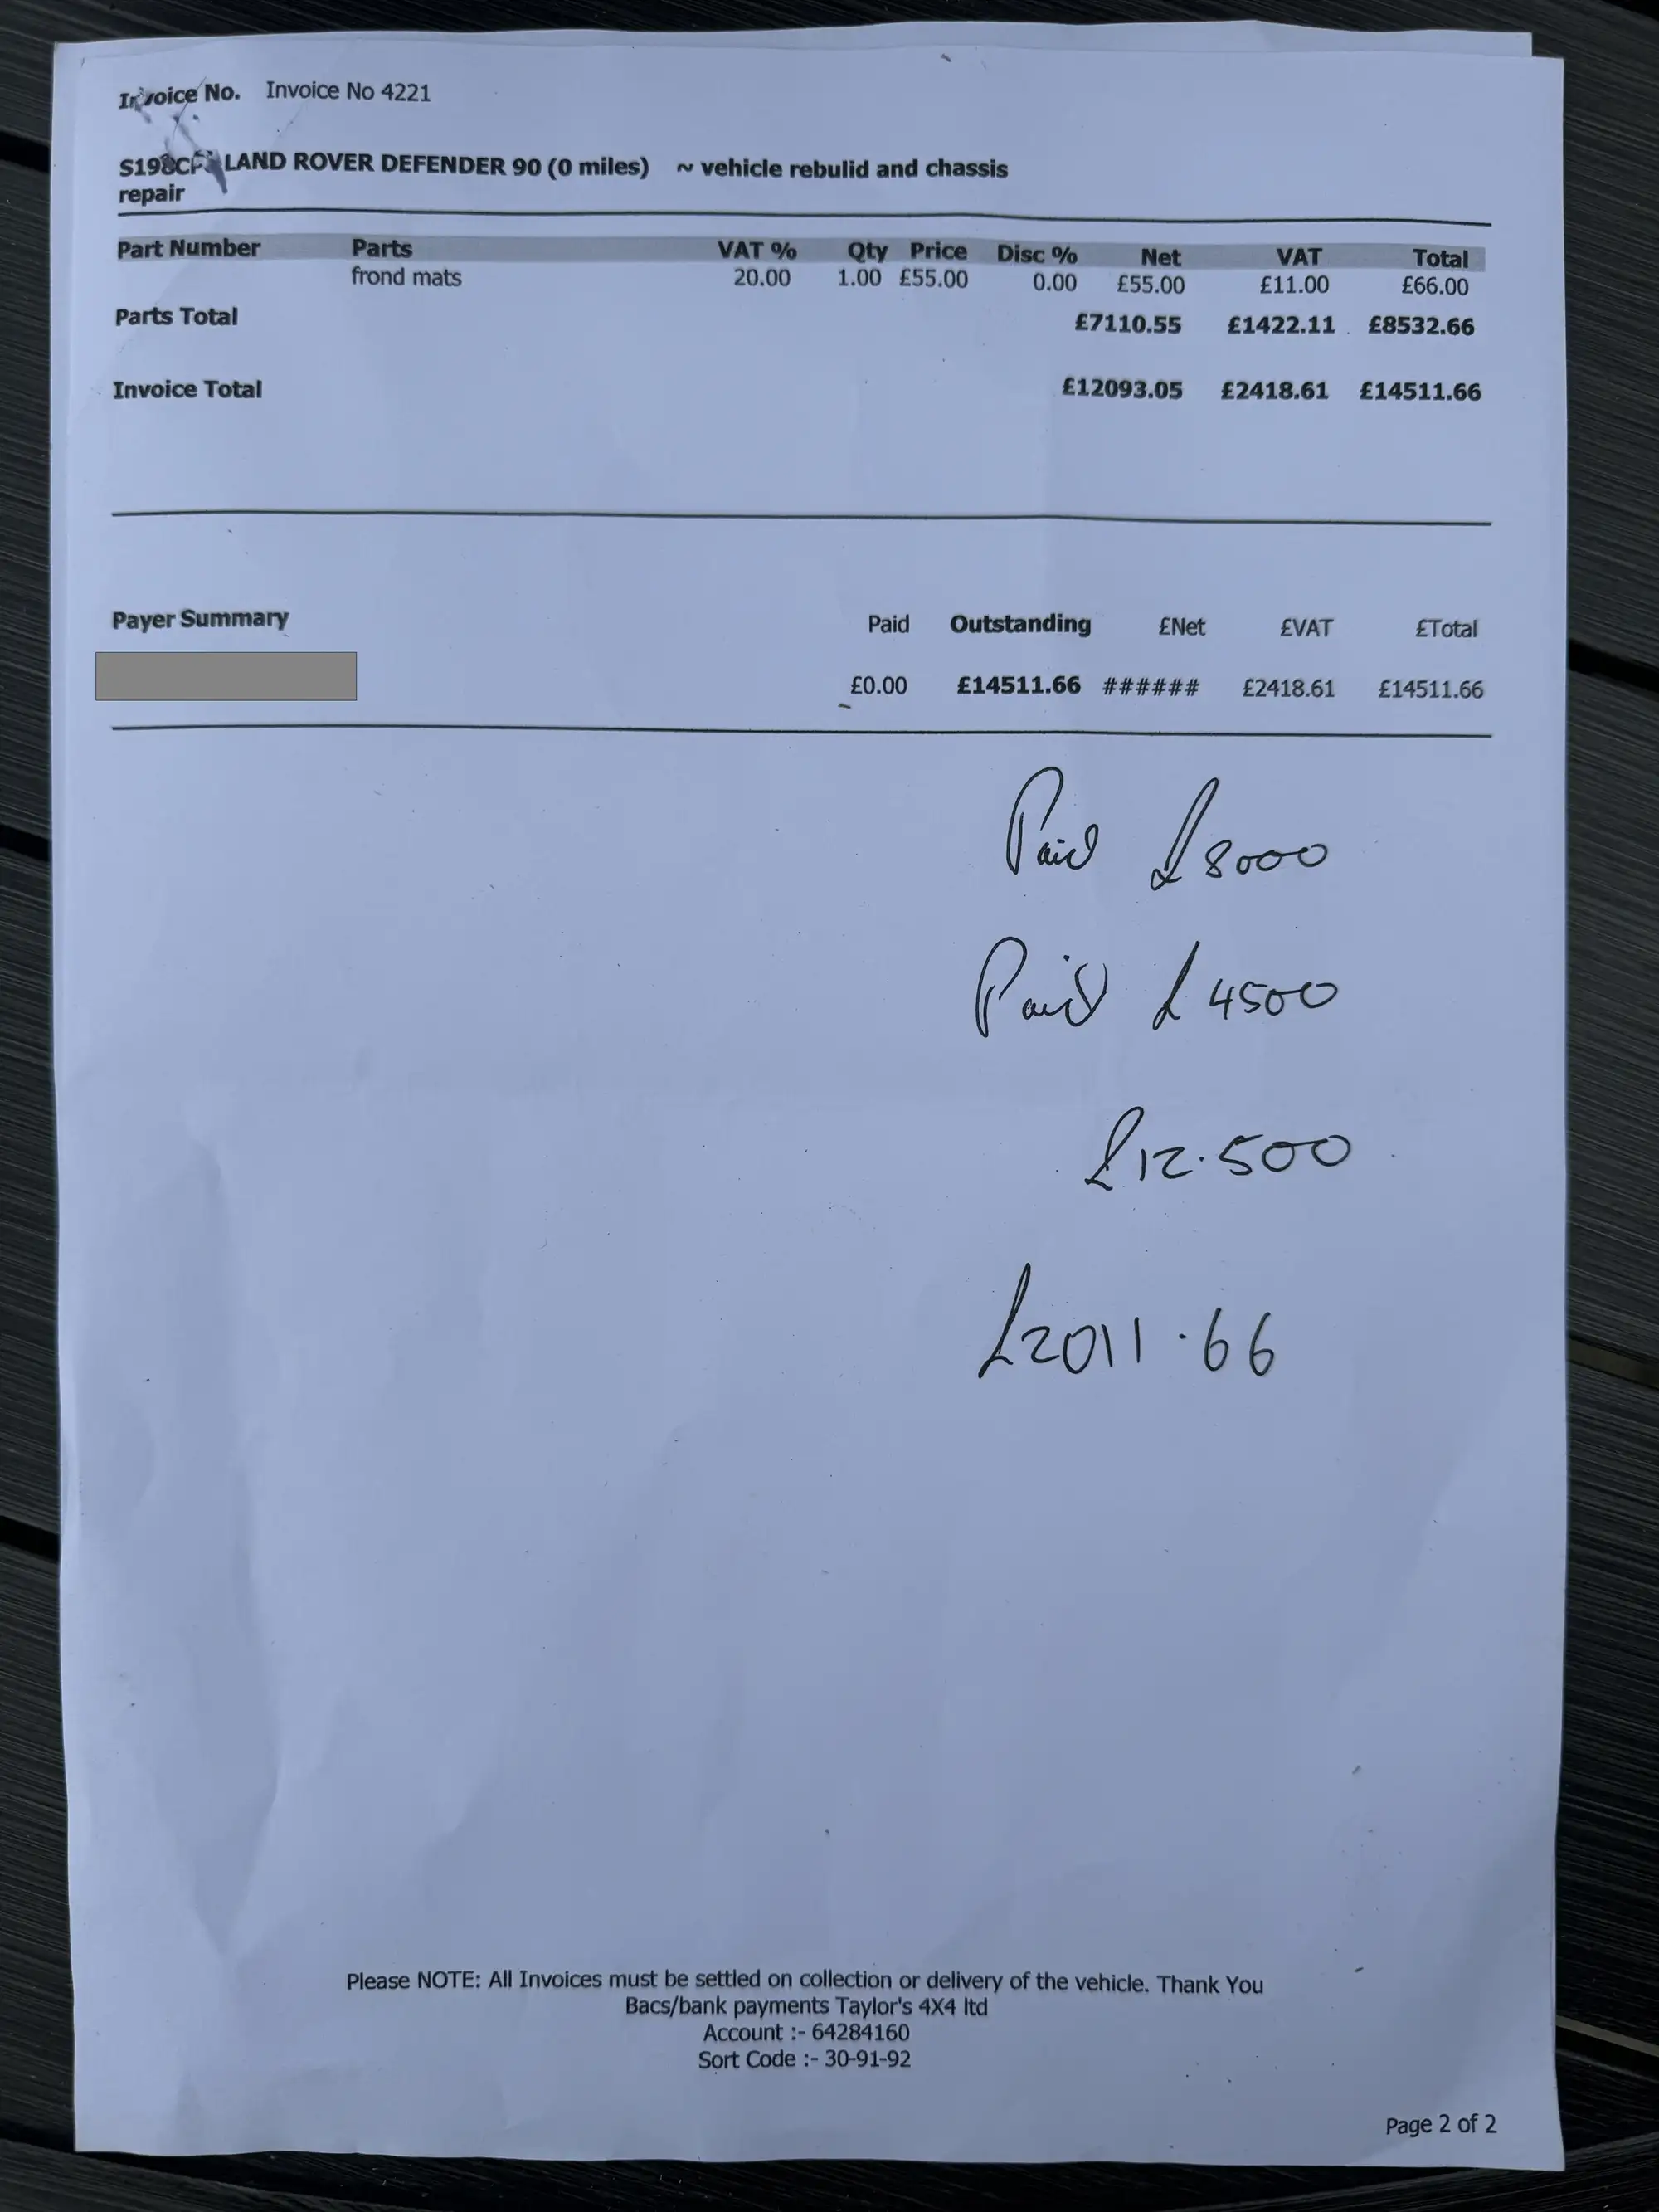 Invoice No. Invoice No 4221
LAND ROVER DEFENDER 90 (0 miles) ~ vehicle rebulid and chassis
repair
Part Number Parts VAT % Qty Price Disc % Net VAT Total
frond mats 20.00 1.00 £55.00 0.00 £55.00 £11.00 £66.00
Parts Total £7110.55 £1422.11 £8532.66
Invoice Total £12093.05 £2418.61 £14511.66
Payer Summary Paid Outstanding £Net £VAT £Total
£0.00 £14511.66 ###### £2418.61 £14511.66
Paid £8000
Paid £4500
£12.500
£2011.66
Please NOTE: All Invoices must be settled on collection or delivery of the vehicle. Thank You
Bacs/bank payments Taylor's 4X4 ltd
Account :- 64284160
Sort Code :- 30-91-92
Page 2 of 2